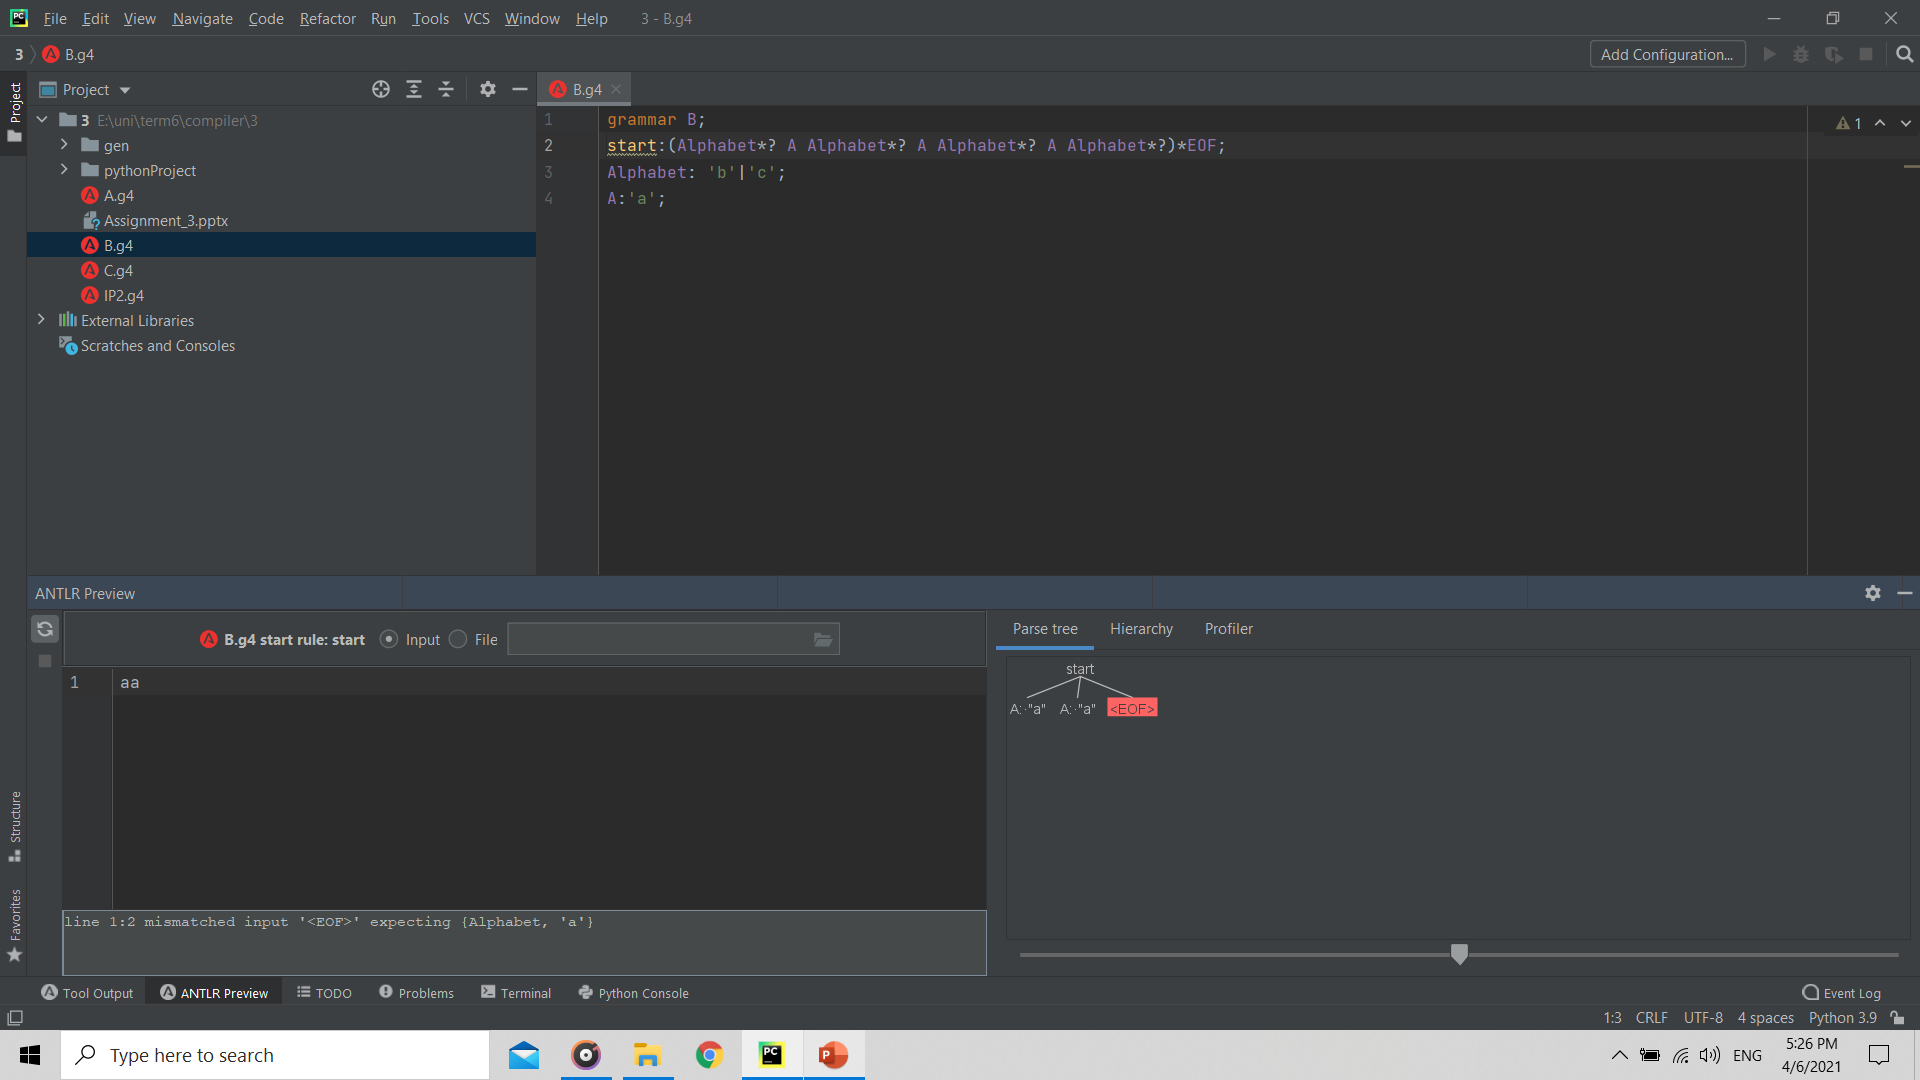 PC File Edit View Navigate Code Refactor Run Tools VCS Window Help 3 - B.g4
3 B.g4 Add Configuration...
Project
Project
B.g4
3 E:\uni\term6\compiler\3
gen
pythonProject
A.g4
Assignment_3.pptx
B.g4
C.g4
IP2.g4
External Libraries
Scratches and Consoles
1 grammar B;
2 start:(Alphabet*? A Alphabet*? A Alphabet*? A Alphabet*?)*EOF;
3 Alphabet: 'b'|'c';
4 A:'a';
1
ANTLR Preview
B.g4 start rule: start Input File
1 aa
line 1:2 mismatched input '<EOF>' expecting {Alphabet, 'a'}
Parse tree Hierarchy Profiler
start
A:·"a" A:·"a" <EOF>
Structure
Favorites
Tool Output ANTLR Preview TODO Problems Terminal Python Console Event Log
1:3 CRLF UTF-8 4 spaces Python 3.9
Type here to search
PC
P
ENG
5:26 PM
4/6/2021